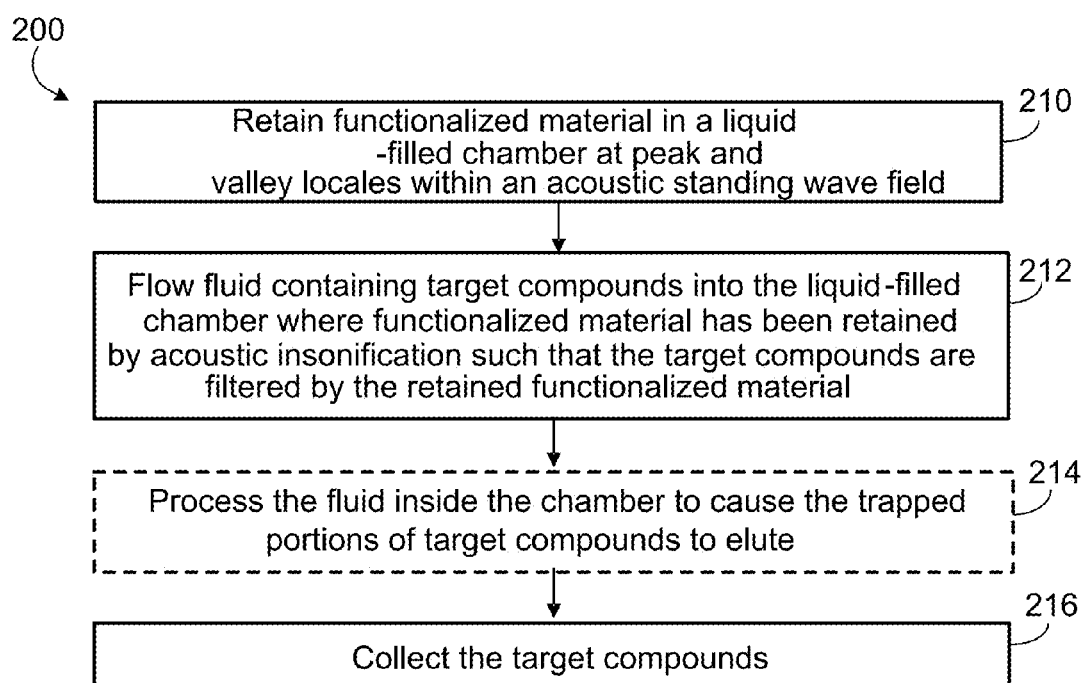 200
210
Retain functionalized material in a liquid
-filled chamber at peak and
valley locales within an acoustic standing wave field
212
Flow fluid containing target compounds into the liquid-filled
chamber where functionalized material has been retained
by acoustic insonification such that the target compounds are
filtered by the retained functionalized material
214
Process the fluid inside the chamber to cause the trapped
portions of target compounds to elute
216
Collect the target compounds